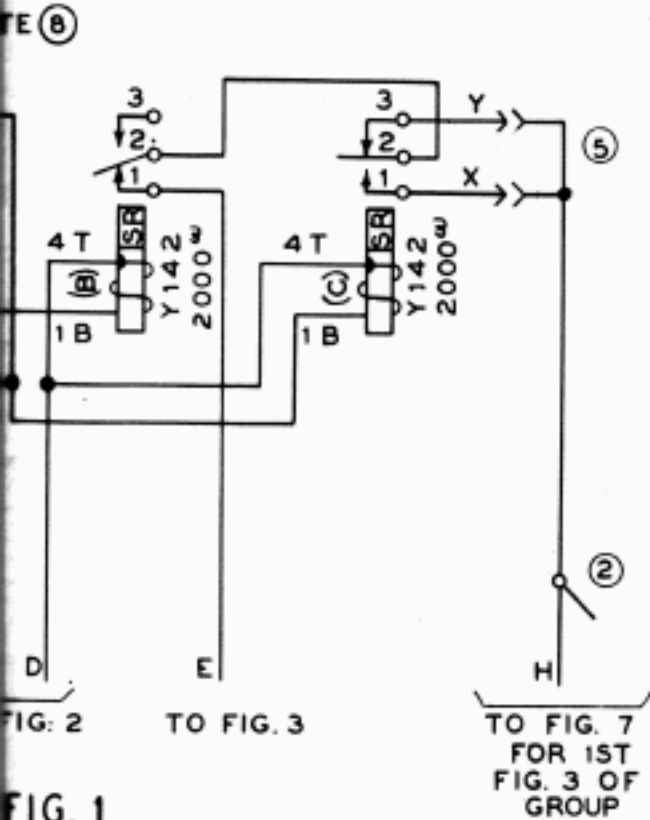 TE 8
3
2
1
SR
4 T
(B)
1 B
Y142
2000ω
3
2
1
Y
X
5
SR
4 T
(C)
1 B
Y142
2000ω
2
D
E
H
FIG: 2
TO FIG. 3
TO FIG. 7
FOR 1ST
FIG. 3 OF
GROUP
FIG. 1